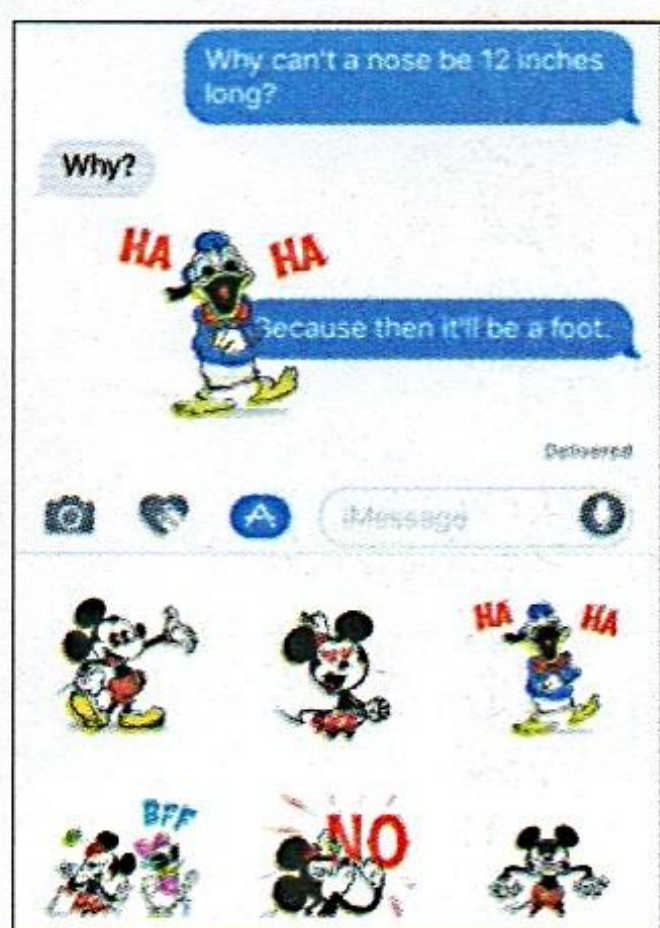 Why can't a nose be 12 inches
long?
Why?
HA HA
Because then it'll be a foot.
Delivered
iMessage
HA HA
BFF
NO